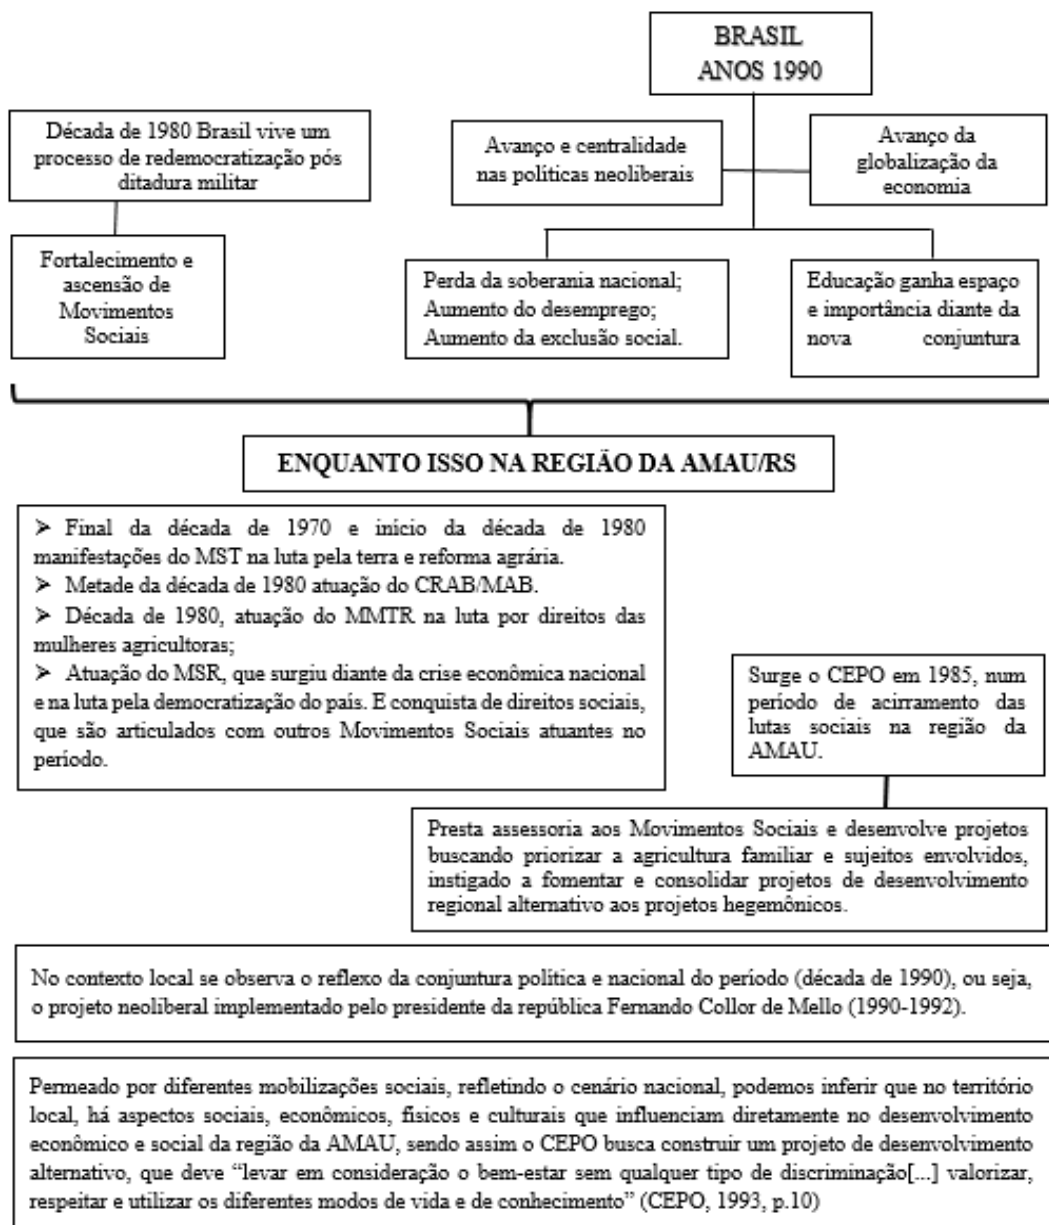 BRASIL
ANOS 1990
Década de 1980 Brasil vive um
processo de redemocratização pós
ditadura militar
Avanço e centralidade
nas políticas neoliberais
Avanço da
globalização da
economia
Fortalecimento e
ascensão de
Movimentos
Sociais
Perda da soberania nacional;
Aumento do desemprego;
Aumento da exclusão social.
Educação ganha espaço
e importância diante da
nova conjuntura
ENQUANTO ISSO NA REGIÃO DA AMAU/RS
➢ Final da década de 1970 e início da década de 1980
manifestações do MST na luta pela terra e reforma agrária.
➢ Metade da década de 1980 atuação do CRAB/MAB.
➢ Década de 1980, atuação do MMTR na luta por direitos das
mulheres agricultoras;
➢ Atuação do MSR, que surgiu diante da crise econômica nacional
e na luta pela democratização do país. E conquista de direitos sociais,
que são articulados com outros Movimentos Sociais atuantes no
período.
Surge o CEPO em 1985, num
período de acirramento das
lutas sociais na região da
AMAU.
Presta assessoria aos Movimentos Sociais e desenvolve projetos
buscando priorizar a agricultura familiar e sujeitos envolvidos,
instigado a fomentar e consolidar projetos de desenvolvimento
regional alternativo aos projetos hegemônicos.
No contexto local se observa o reflexo da conjuntura política e nacional do período (década de 1990), ou seja,
o projeto neoliberal implementado pelo presidente da república Fernando Collor de Mello (1990-1992).
Permeado por diferentes mobilizações sociais, refletindo o cenário nacional, podemos inferir que no território
local, há aspectos sociais, econômicos, físicos e culturais que influenciam diretamente no desenvolvimento
econômico e social da região da AMAU, sendo assim o CEPO busca construir um projeto de desenvolvimento
alternativo, que deve “levar em consideração o bem-estar sem qualquer tipo de discriminação[...] valorizar,
respeitar e utilizar os diferentes modos de vida e de conhecimento” (CEPO, 1993, p.10)